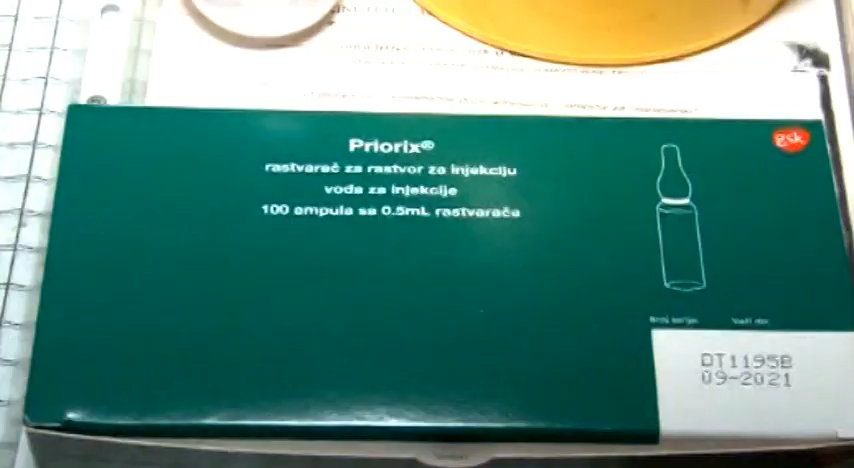 Priorix®
rastvarač za rastvor za injekciju
voda za injekcije
100 ampula sa 0.5mL rastvarača
gsk
Broj serije
Važi do
DT1195B
09-2021